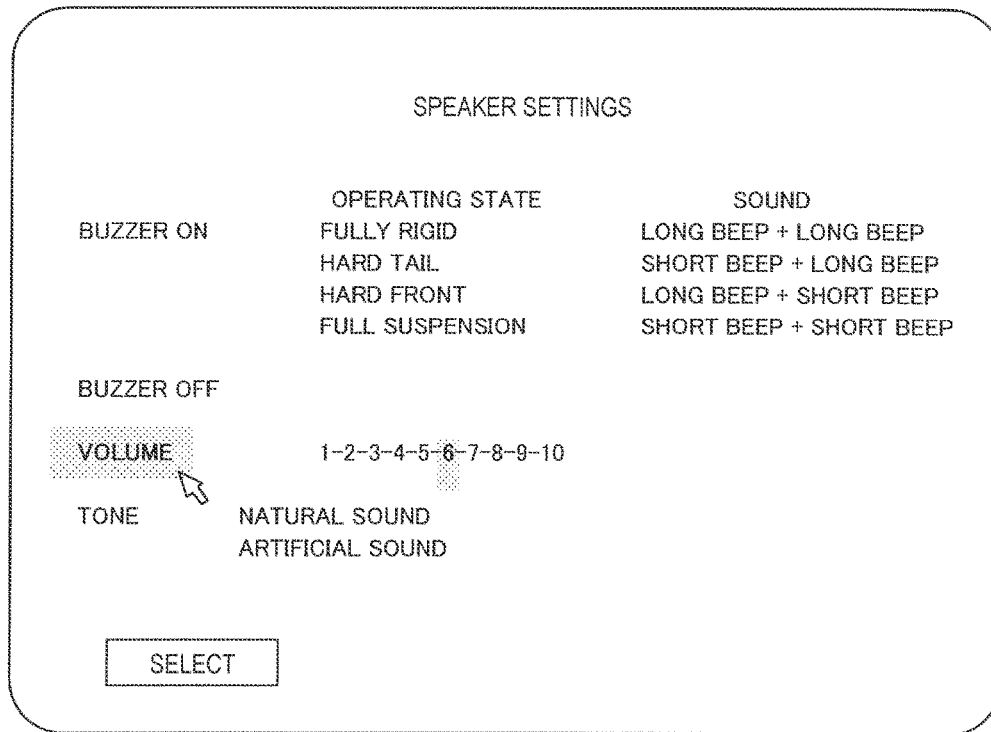 SPEAKER SETTINGS
OPERATING STATE SOUND
BUZZER ON FULLY RIGID LONG BEEP + LONG BEEP
HARD TAIL SHORT BEEP + LONG BEEP
HARD FRONT LONG BEEP + SHORT BEEP
FULL SUSPENSION SHORT BEEP + SHORT BEEP
BUZZER OFF
VOLUME 1-2-3-4-5-6-7-8-9-10
TONE NATURAL SOUND
ARTIFICIAL SOUND
SELECT